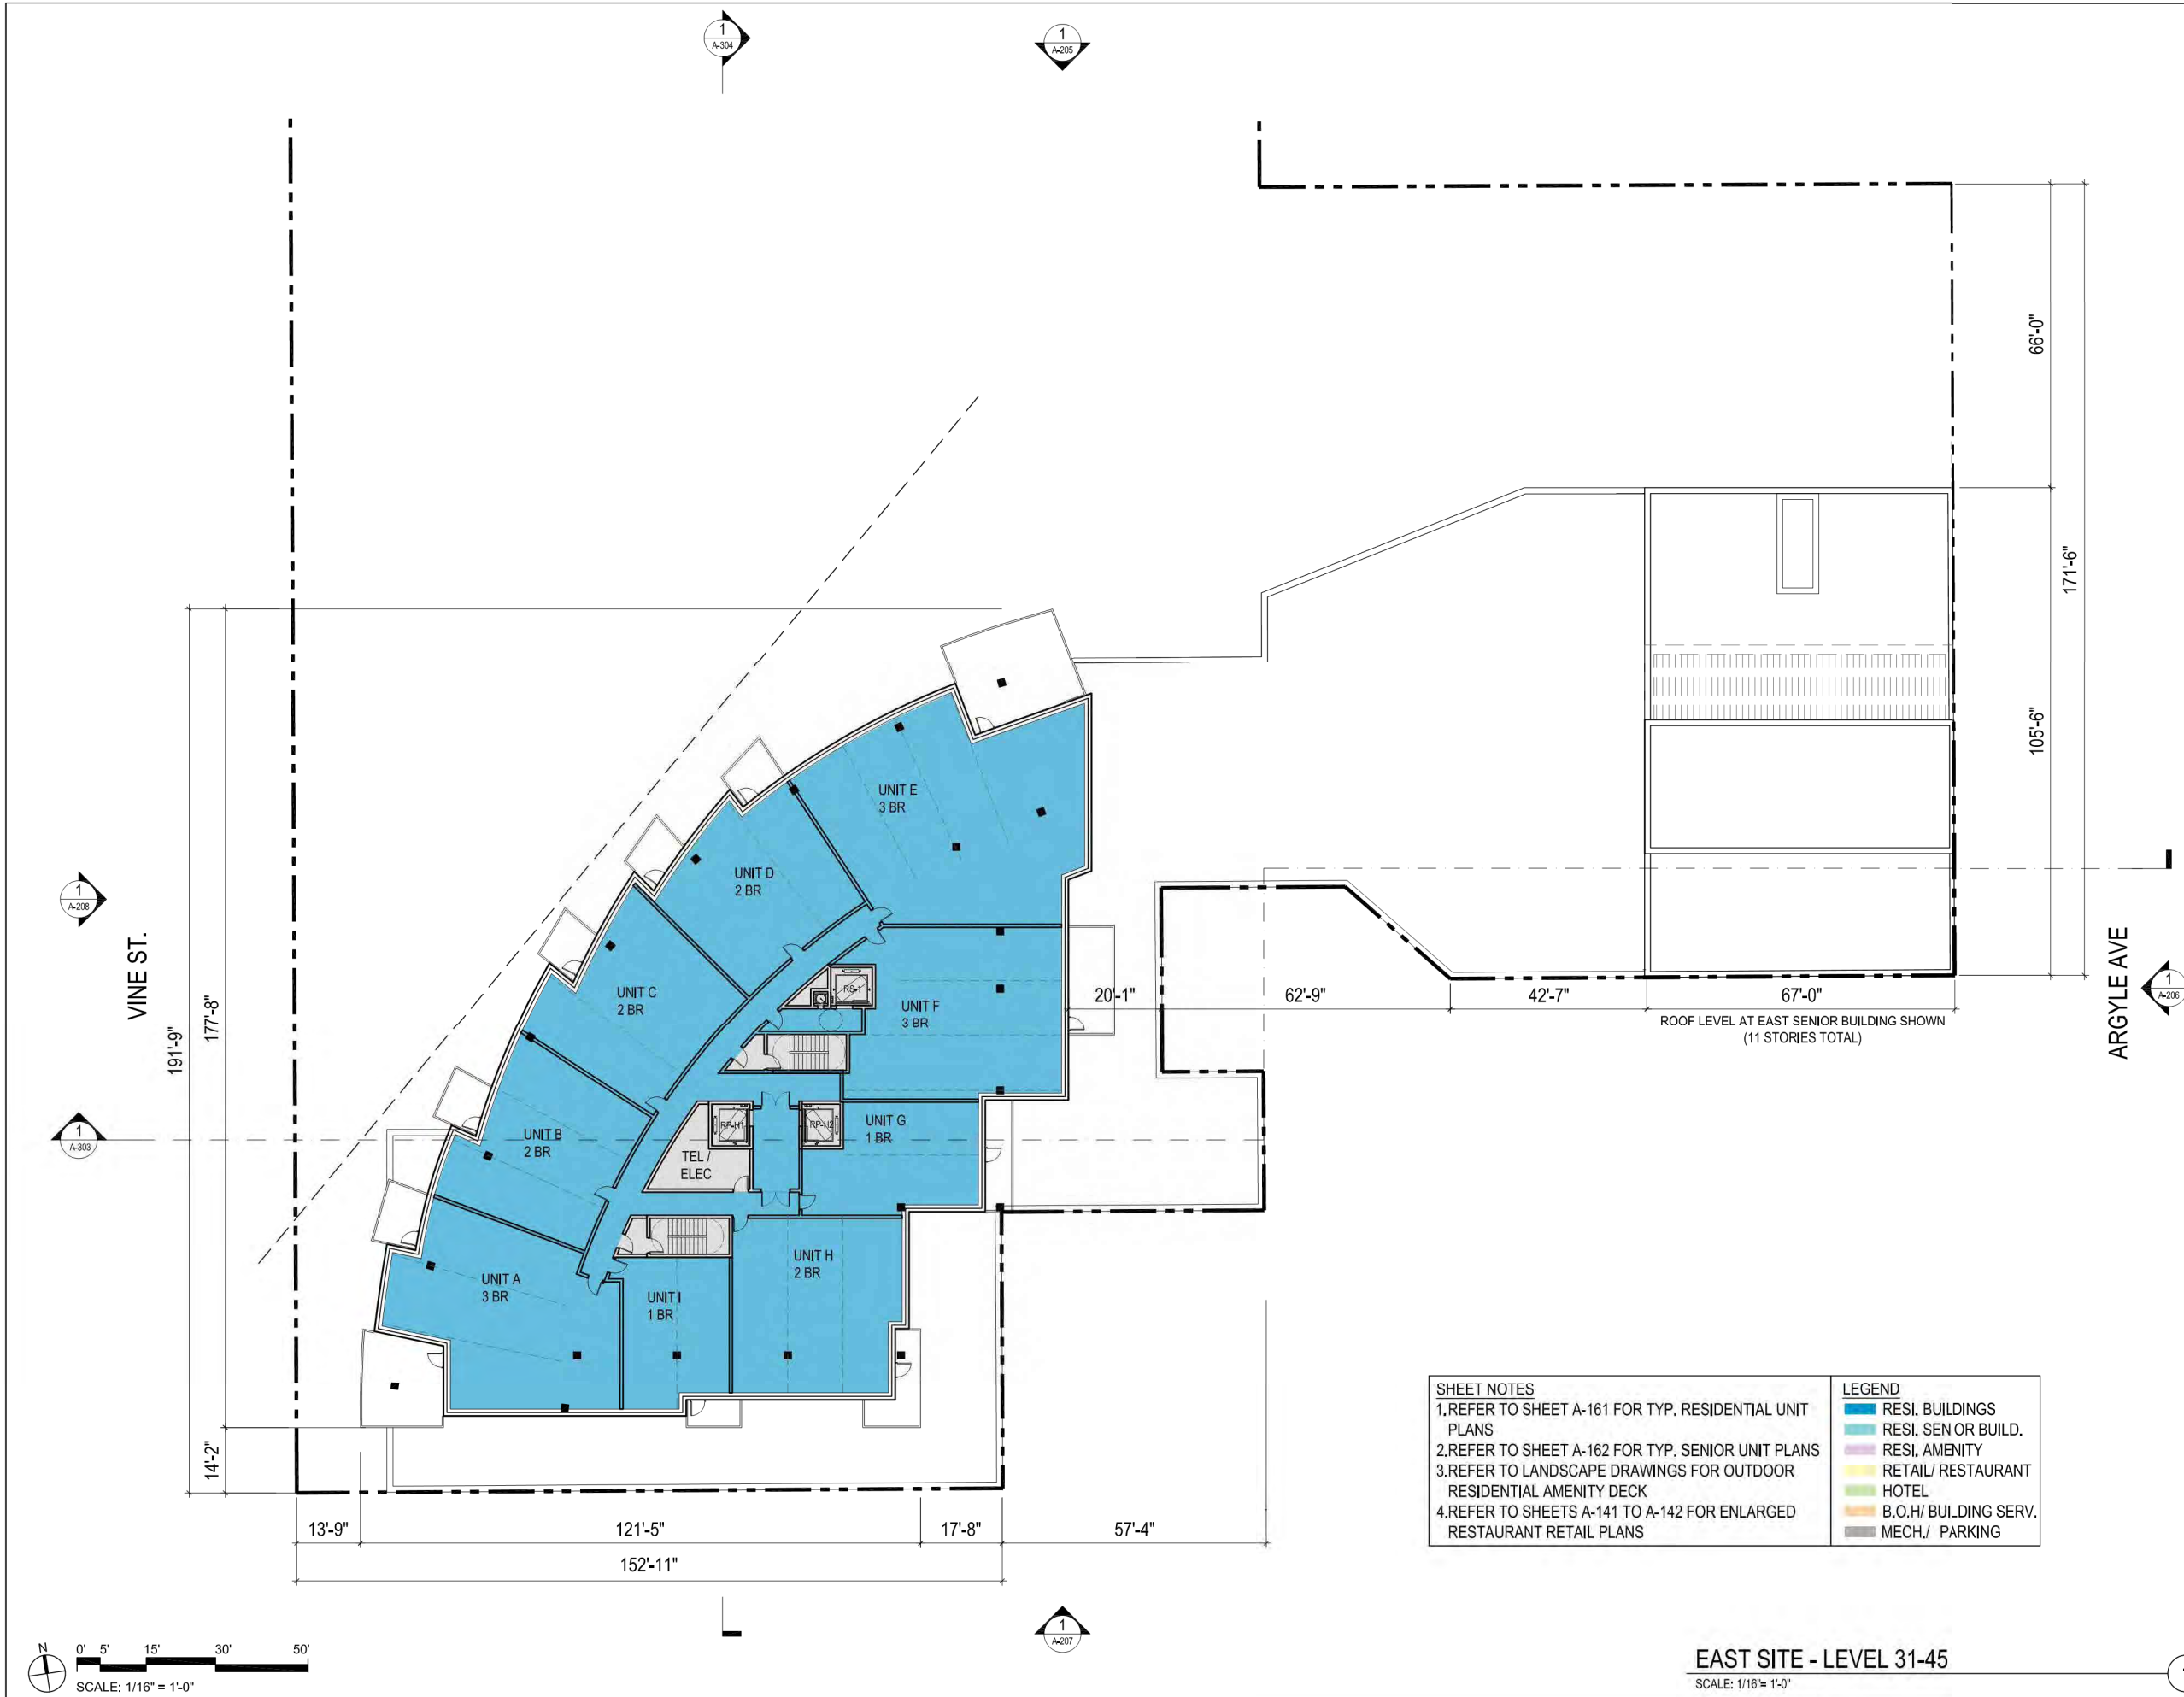 1
A-304
1
A-205
66'-0"
171'-6"
105'-6"
UNIT E
3 BR
UNIT D
2 BR
1
A-208
VINE ST.
191'-9"
177'-8"
UNIT C
2 BR
RS-1
UNIT F
3 BR
20'-1"
62'-9"
42'-7"
67'-0"
ROOF LEVEL AT EAST SENIOR BUILDING SHOWN
(11 STORIES TOTAL)
ARGYLE AVE
1
A-206
1
A-303
UNIT B
2 BR
RP-H1
RP-H2
UNIT G
1 BR
TEL /
ELEC
UNIT A
3 BR
UNIT I
1 BR
UNIT H
2 BR
14'-2"
13'-9"
121'-5"
17'-8"
57'-4"
152'-11"
SHEET NOTES
1.REFER TO SHEET A-161 FOR TYP. RESIDENTIAL UNIT
PLANS
2.REFER TO SHEET A-162 FOR TYP. SENIOR UNIT PLANS
3.REFER TO LANDSCAPE DRAWINGS FOR OUTDOOR
RESIDENTIAL AMENITY DECK
4.REFER TO SHEETS A-141 TO A-142 FOR ENLARGED
RESTAURANT RETAIL PLANS
LEGEND
RESI. BUILDINGS
RESI. SENIOR BUILD.
RESI. AMENITY
RETAIL/ RESTAURANT
HOTEL
B.O.H/ BUILDING SERV.
MECH./ PARKING
1
A-207
N
0' 5' 15' 30' 50'
SCALE: 1/16" = 1'-0"
EAST SITE - LEVEL 31-45
SCALE: 1/16"= 1'-0"